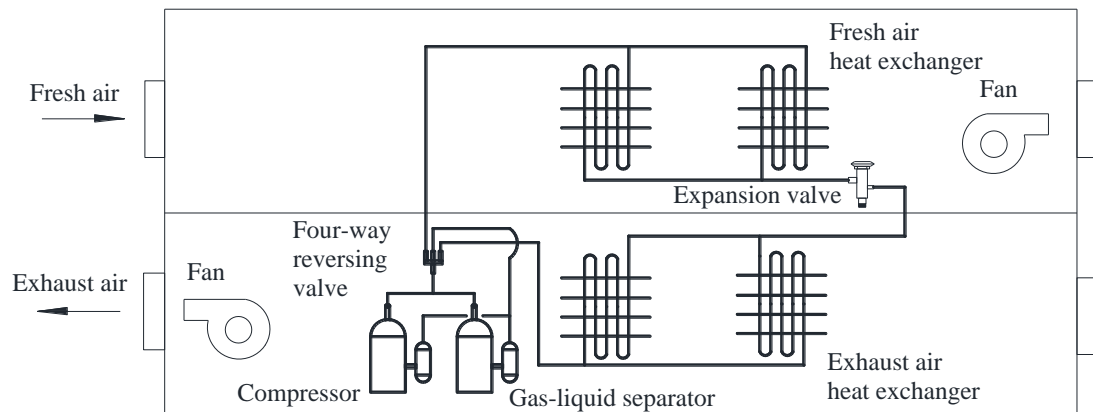 Fresh air
heat exchanger
Fresh air
Fan
Expansion valve
Four-way
reversing
valve
Exhaust air
Fan
Compressor
Gas-liquid separator
Exhaust air
heat exchanger